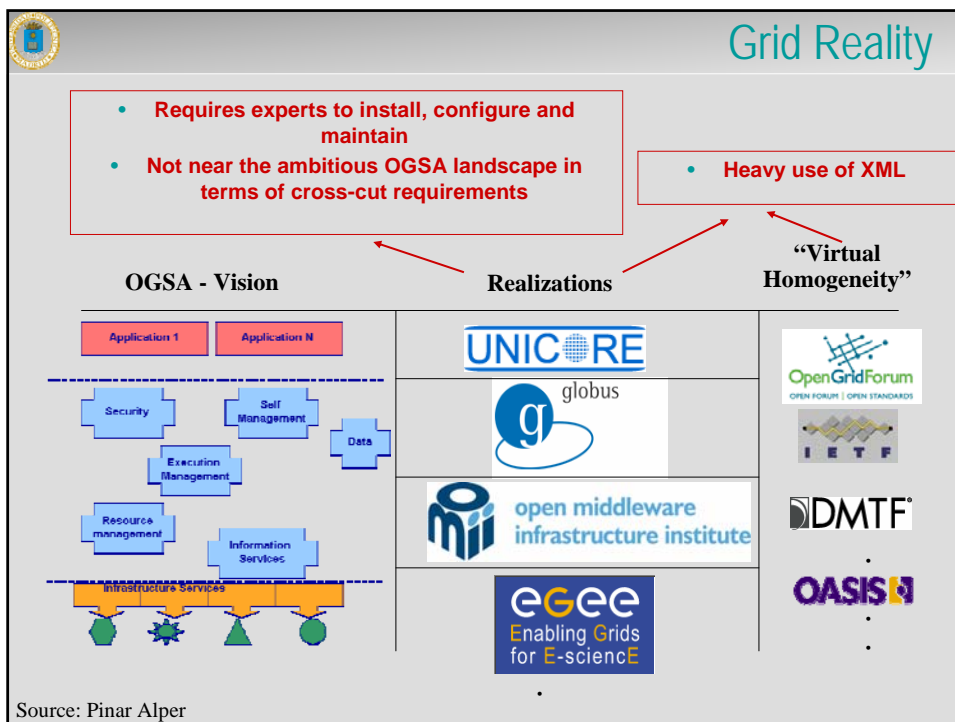 Grid Reality
• Requires experts to install, configure and
maintain
• Not near the ambitious OGSA landscape in
terms of cross-cut requirements
• Heavy use of XML
OGSA - Vision
Realizations
“Virtual
Homogeneity”
Application 1
Application N
Security
Self
Management
Data
Execution
Management
Resource
management
Information
Services
Infrastructure Services
UNICORE
g globus
omii open middleware
infrastructure institute
eGee
Enabling Grids
for E-sciencE
.
OpenGridForum
OPEN FORUM | OPEN STANDARDS
I E T F
DMTF
.
OASIS
.
.
Source: Pinar Alper